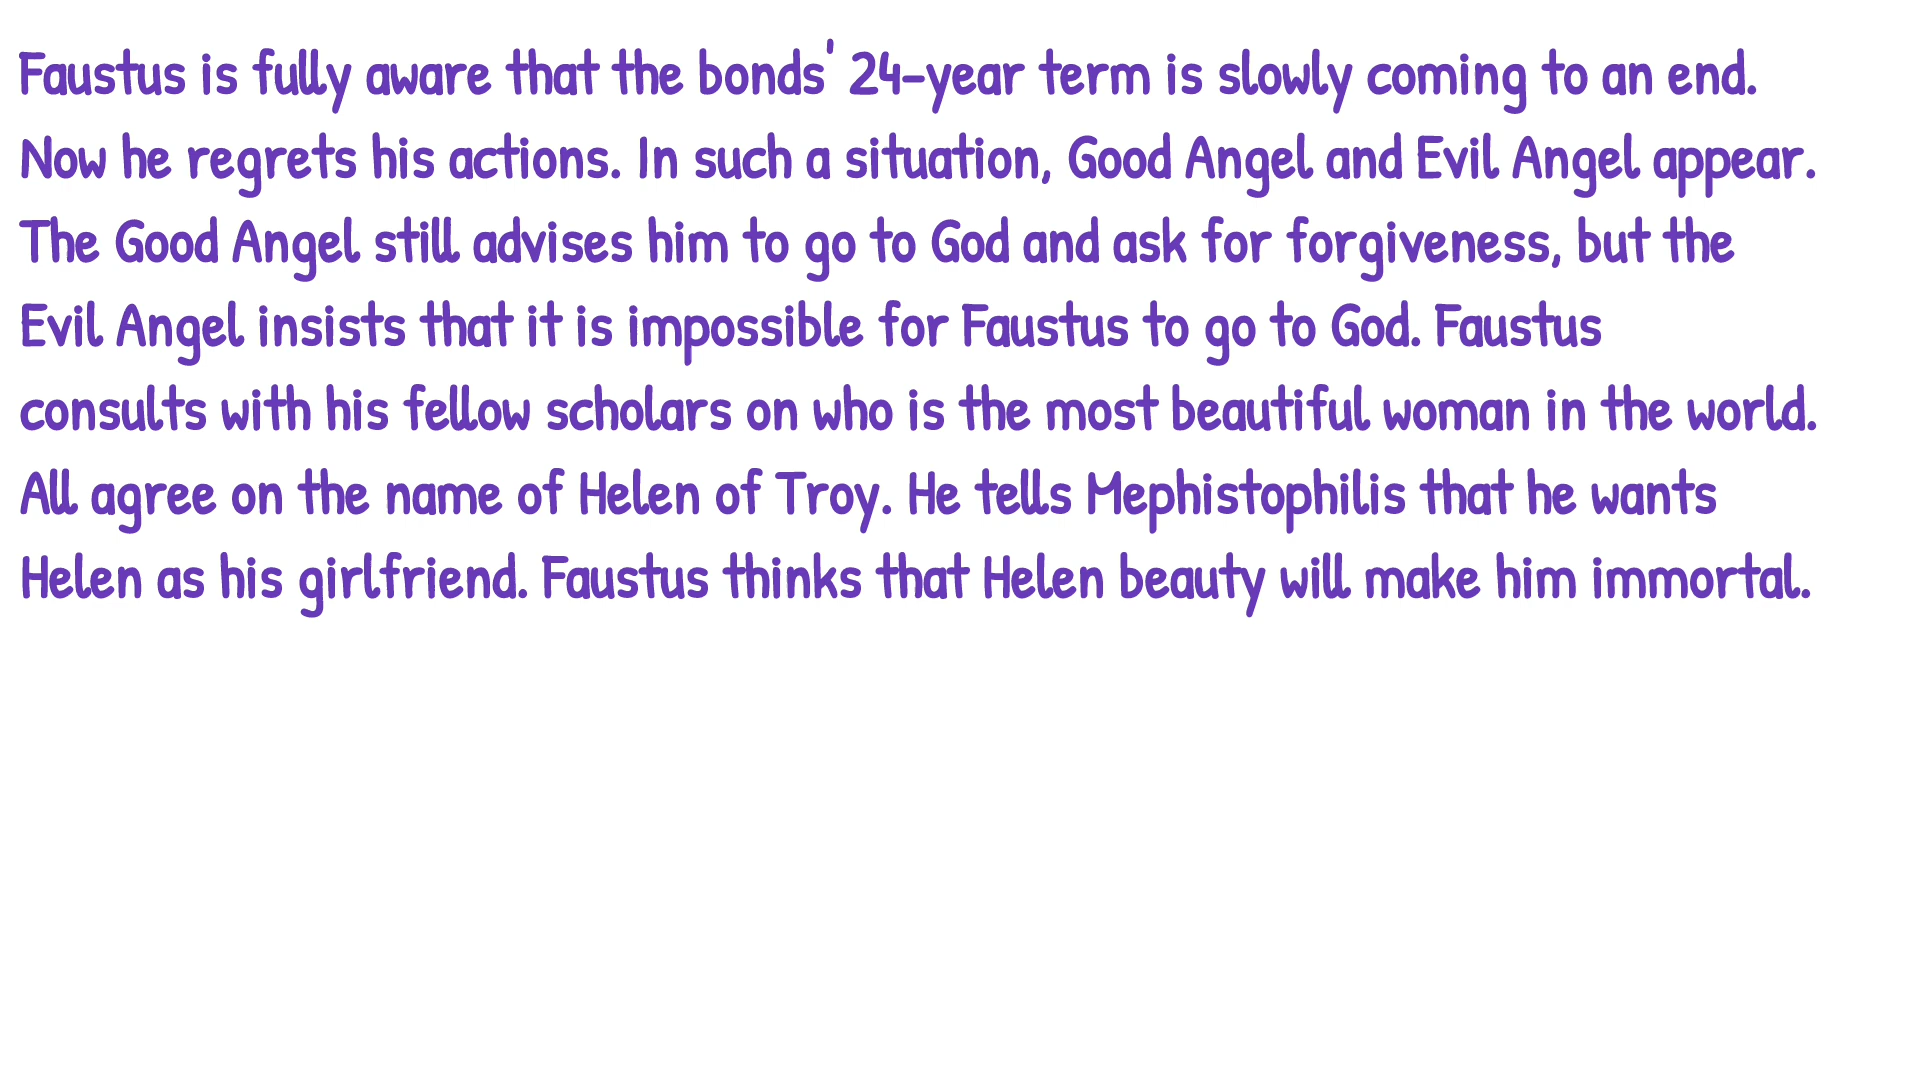 Faustus is fully aware that the bonds' 24-year term is slowly coming to an end.
Now he regrets his actions. In such a situation, Good Angel and Evil Angel appear.
The Good Angel still advises him to go to God and ask for forgiveness, but the
Evil Angel insists that it is impossible for Faustus to go to God. Faustus
consults with his fellow scholars on who is the most beautiful woman in the world.
All agree on the name of Helen of Troy. He tells Mephistophilis that he wants
Helen as his girlfriend. Faustus thinks that Helen beauty will make him immortal.